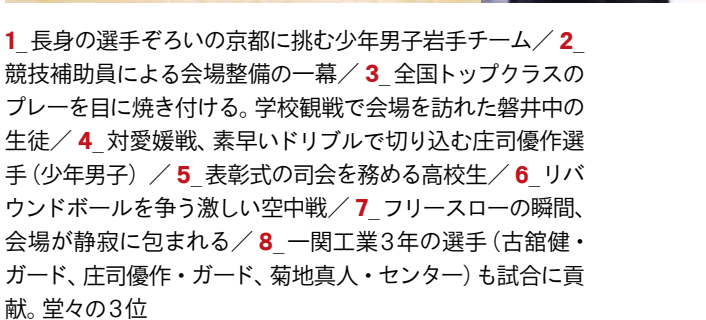 1_長身の選手ぞろいの京都に挑む少年男子岩手チーム／2_
競技補助員による会場整備の一幕／3_全国トップクラスの
プレーを目に焼き付ける。学校観戦で会場を訪れた磐井中の
生徒／4_対愛媛戦、素早いドリブルで切り込む庄司優作選
手（少年男子）／5_表彰式の司会を務める高校生／6_リバ
ウンドボールを争う激しい空中戦／7_フリースローの瞬間、
会場が静寂に包まれる／8_一関工業3年の選手（古舘健・
ガード、庄司優作・ガード、菊地真人・センター）も試合に貢
献。堂々の3位